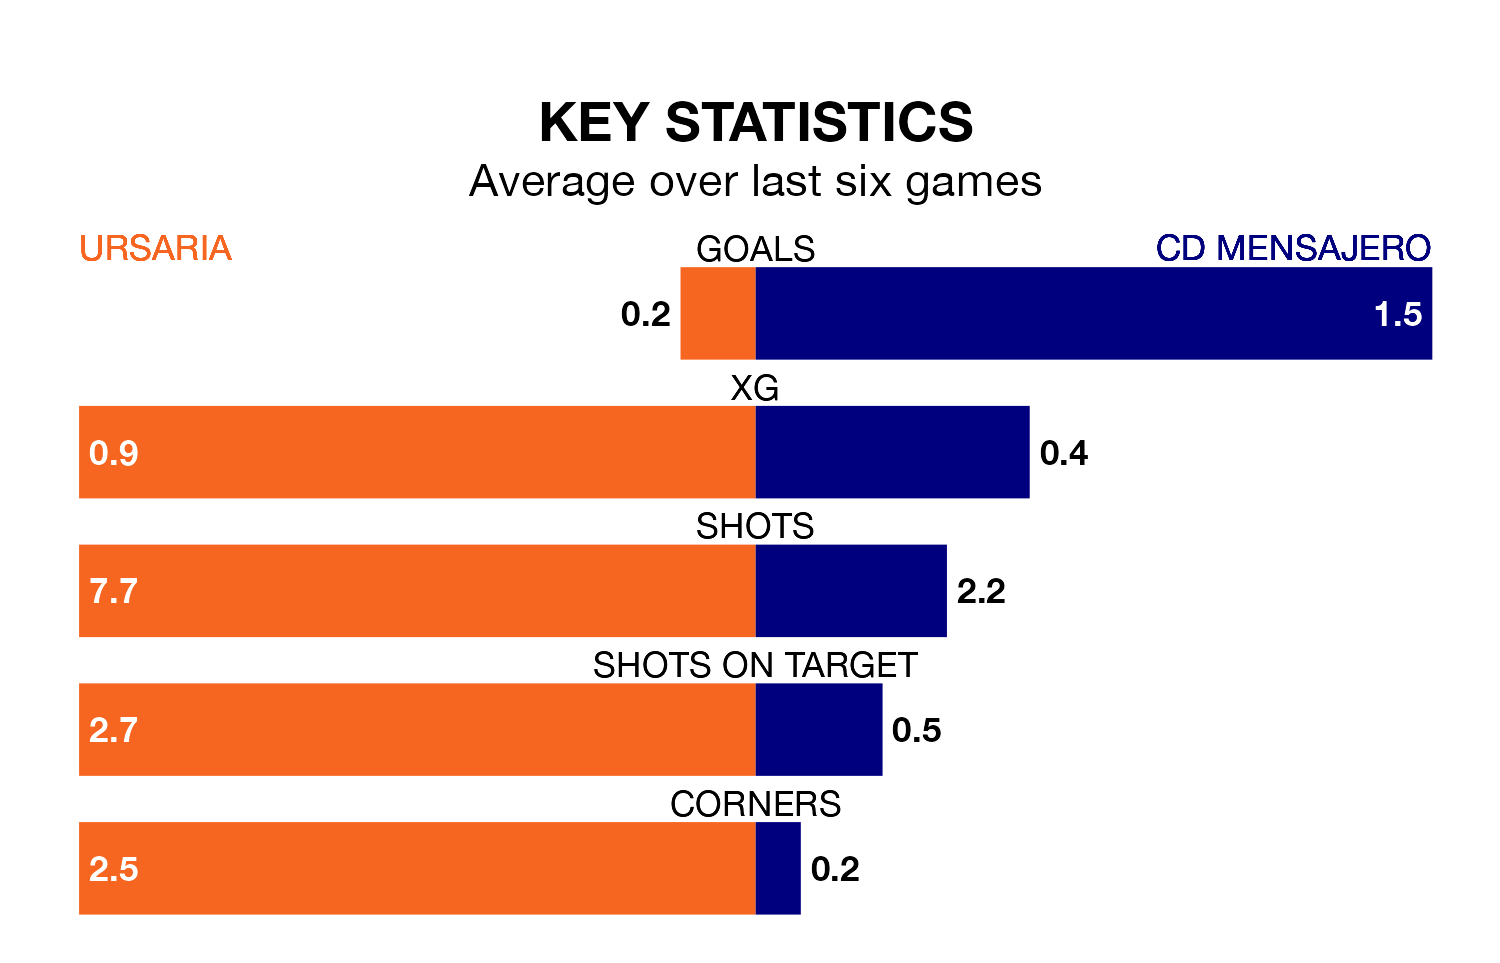 KEY STATISTICS
Average over last six games
URSARIA GOALS CD MENSAJERO
0.2 1.5
XG
0.9 0.4
SHOTS
7.7 2.2
SHOTS ON TARGET
2.7 0.5
CORNERS
2.5 0.2